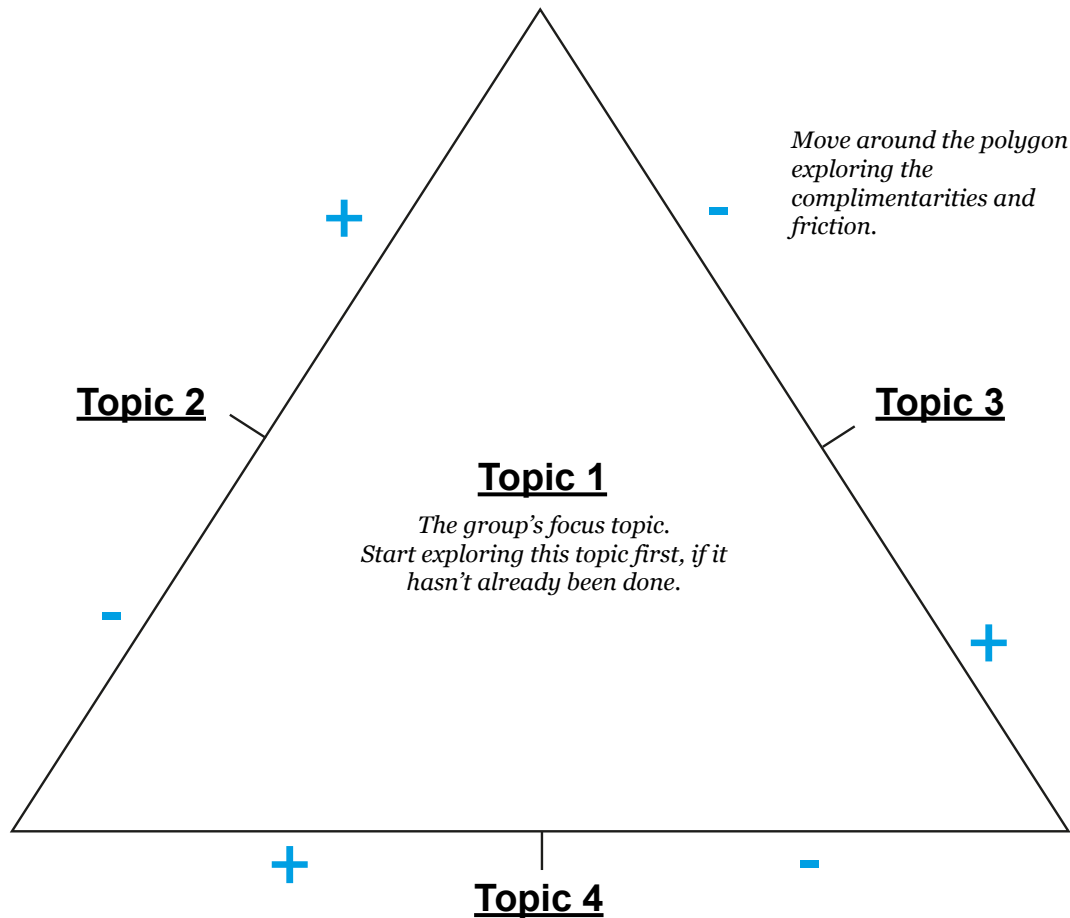 Move around the polygon
exploring the
complimentarities and
friction.
+
-
Topic 2
Topic 3
Topic 1
The group's focus topic.
Start exploring this topic first, if it
hasn't already been done.
-
+
+
-
Topic 4